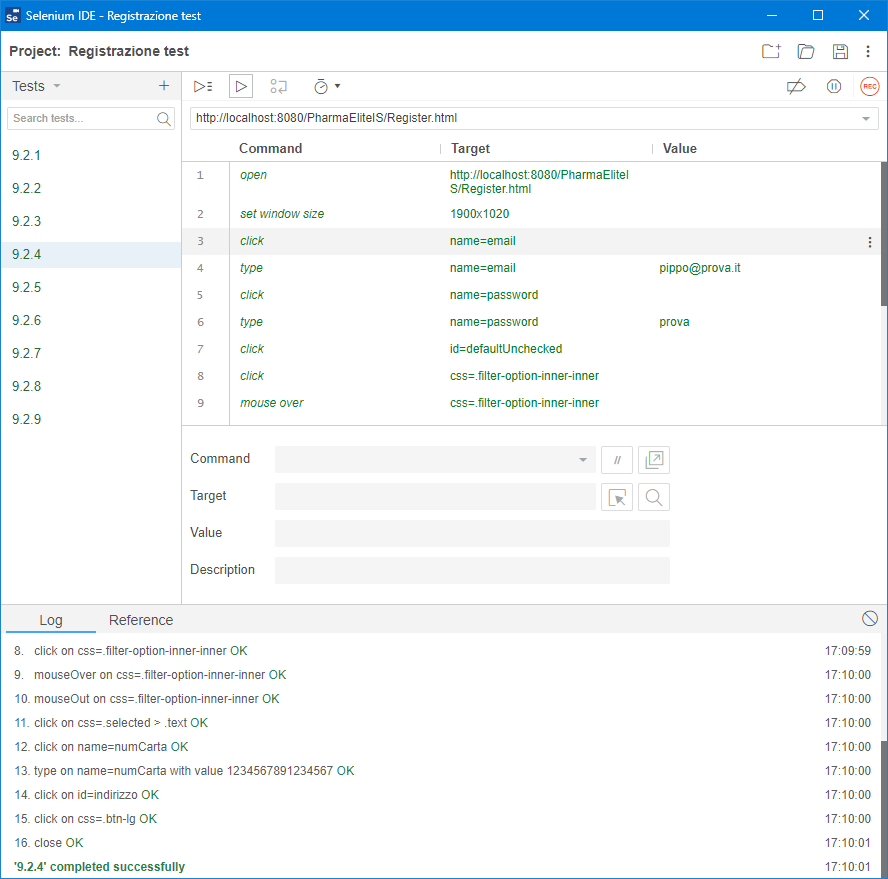 Se Selenium IDE - Registrazione test
Project: Registrazione test
Tests
Search tests...
9.2.1
9.2.2
9.2.3
9.2.4
9.2.5
9.2.6
9.2.7
9.2.8
9.2.9
REC
http://localhost:8080/PharmaEliteIS/Register.html
Command Target Value
1 open http://localhost:8080/PharmaEliteI
S/Register.html
2 set window size 1900x1020
3 click name=email
4 type name=email pippo@prova.it
5 click name=password
6 type name=password prova
7 click id=defaultUnchecked
8 click css=.filter-option-inner-inner
9 mouse over css=.filter-option-inner-inner
Command //
Target
Value
Description
Log Reference
8. click on css=.filter-option-inner-inner OK 17:09:59
9. mouseOver on css=.filter-option-inner-inner OK 17:10:00
10. mouseOut on css=.filter-option-inner-inner OK 17:10:00
11. click on css=.selected > .text OK 17:10:00
12. click on name=numCarta OK 17:10:00
13. type on name=numCarta with value 1234567891234567 OK 17:10:00
14. click on id=indirizzo OK 17:10:00
15. click on css=.btn-lg OK 17:10:00
16. close OK 17:10:01
'9.2.4' completed successfully 17:10:01